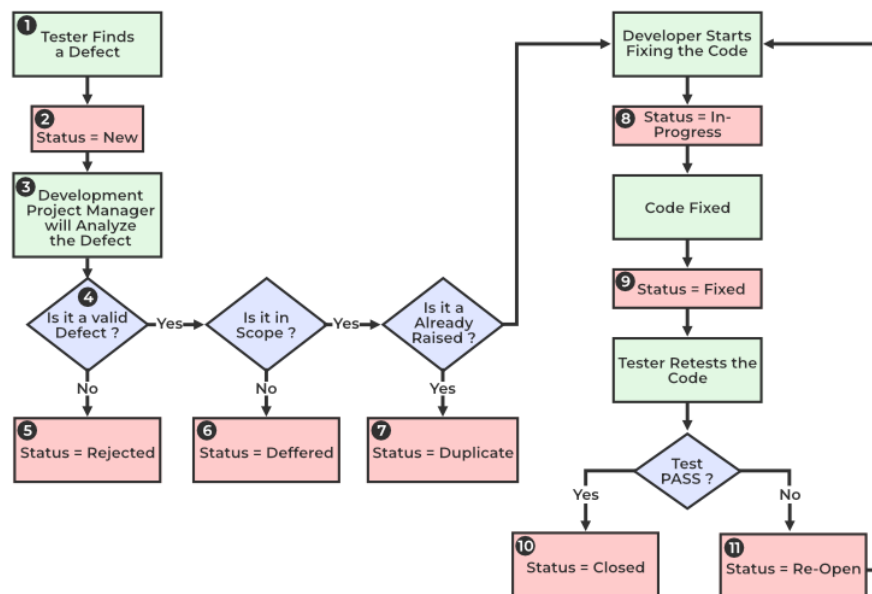 1
Tester Finds
a Defect
2
Status = New
3
Development
Project Manager
will Analyze
the Defect
4
Is it a valid
Defect ?
Yes
No
5
Status = Rejected
Is it in
Scope ?
Yes
No
6
Status = Deffered
Is it a
Already
Raised ?
Yes
7
Status = Duplicate
Developer Starts
Fixing the Code
8
Status = In-
Progress
Code Fixed
9
Status = Fixed
Tester Retests the
Code
Test
PASS ?
Yes
No
10
Status = Closed
11
Status = Re-Open